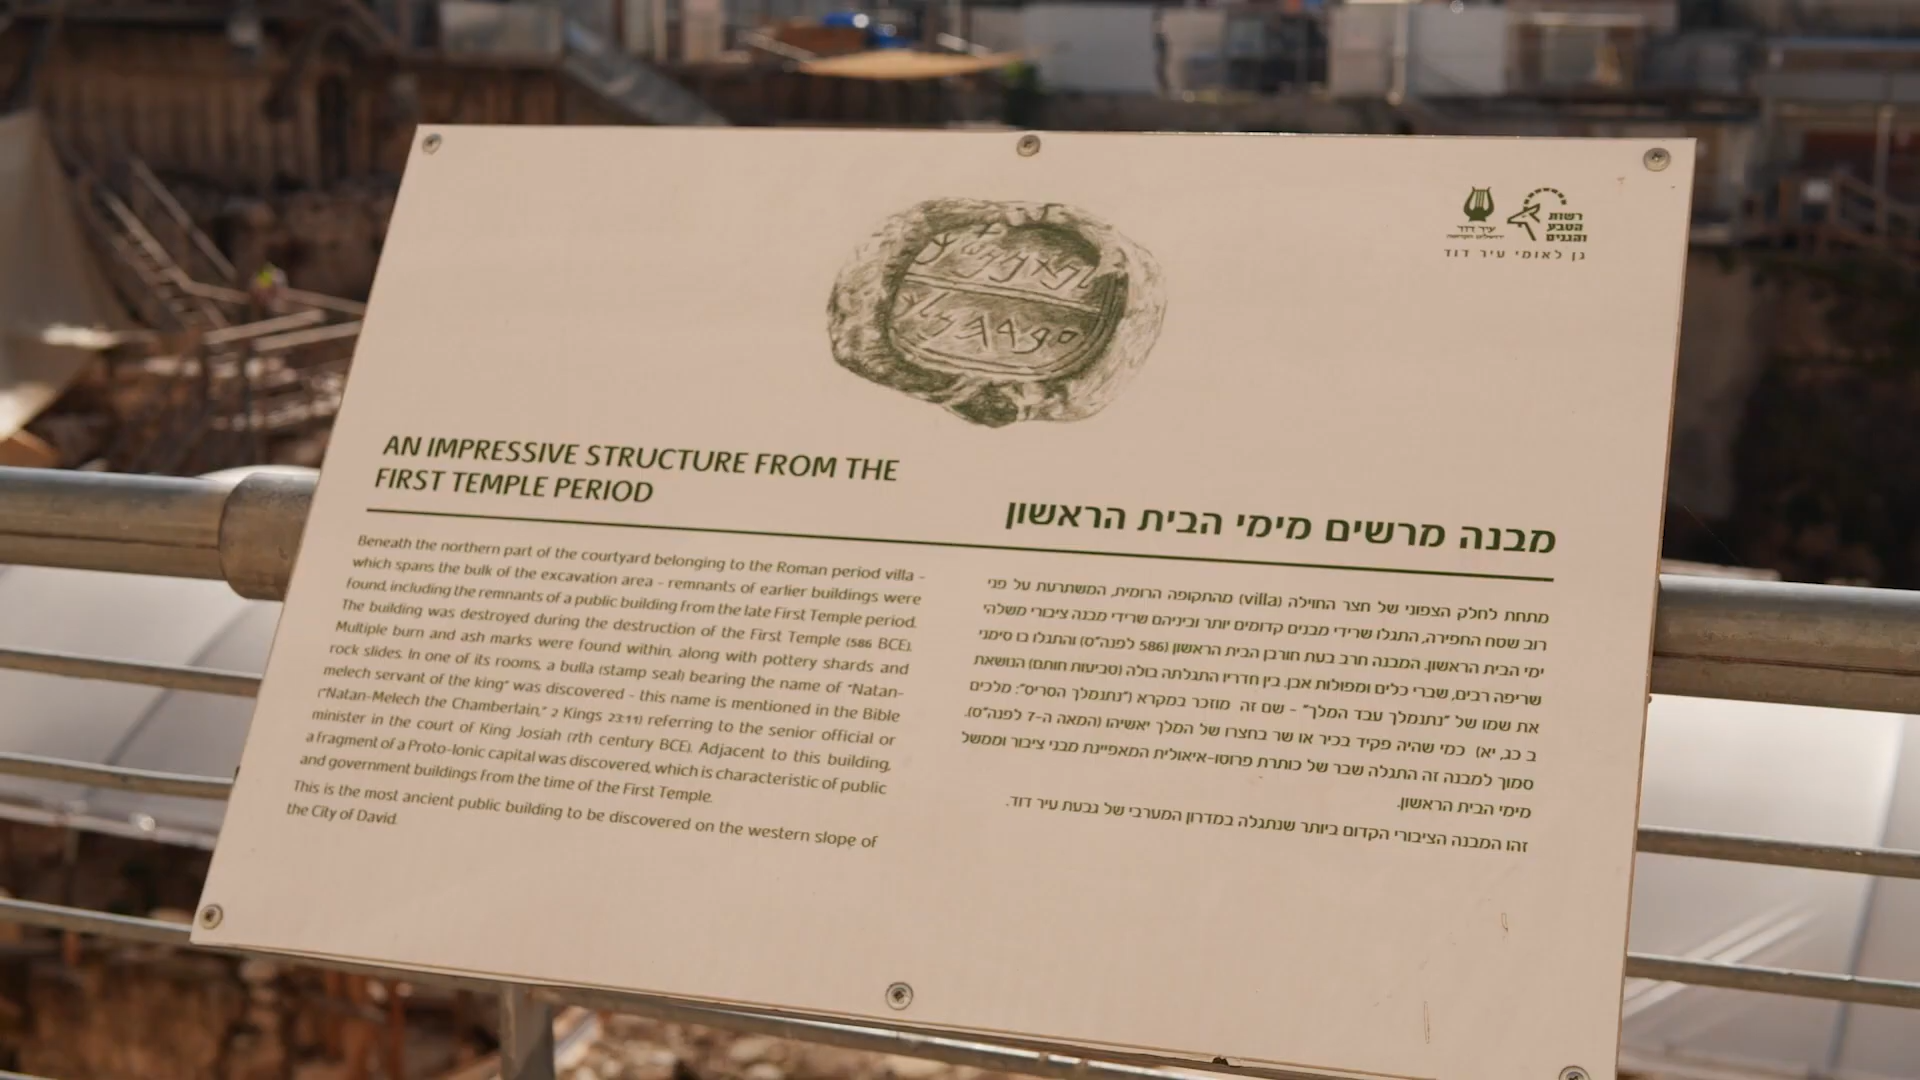 עיר דוד
ירושלים הקדומה
רשות
הטבע
והגנים
גן לאומי עיר דוד
AN IMPRESSIVE STRUCTURE FROM THE
FIRST TEMPLE PERIOD
Beneath the northern part of the courtyard belonging to the Roman period villa -
which spans the bulk of the excavation area - remnants of earlier buildings were
found, including the remnants of a public building from the late First Temple period.
The building was destroyed during the destruction of the First Temple (586 BCE).
Multiple burn and ash marks were found within, along with pottery shards and
rock slides. In one of its rooms, a bulla (stamp seal) bearing the name of "Natan-
melech servant of the king" was discovered - this name is mentioned in the Bible
("Natan-Melech the Chamberlain," 2 Kings 23:11) referring to the senior official or
minister in the court of King Josiah (7th century BCE). Adjacent to this building,
a fragment of a Proto-Ionic capital was discovered, which is characteristic of public
and government buildings from the time of the First Temple.
This is the most ancient public building to be discovered on the western slope of
the City of David.
מבנה מרשים מימי הבית הראשון
מתחת לחלק הצפוני של חצר החוילה (villa) מהתקופה הרומית, המשתרעת על פני
רוב שטח החפירה, התגלו שרידי מבנים קדומים יותר וביניהם שרידי מבנה ציבורי משלהי
ימי הבית הראשון. המבנה חרב בעת חורבן הבית הראשון (586 לפנה"ס) והתגלו בו סימני
שריפה רבים, שברי כלים ומפולות אבן. בין חדריו התגלתה בולה (טביעות חותם) הנושאת
את שמו של "נתנמלך עבד המלך" - שם זה מוזכר במקרא ("נתנמלך הסריס": מלכים
ב כג, יא) כמי שהיה פקיד בכיר או שר בחצרו של המלך יאשיהו (המאה ה-7 לפנה"ס).
סמוך למבנה זה התגלה שבר של כותרת פרוטו-איאולית המאפיינת מבני ציבור וממשל
מימי הבית הראשון.
זהו המבנה הציבורי הקדום ביותר שנתגלה במדרון המערבי של גבעת עיר דוד.